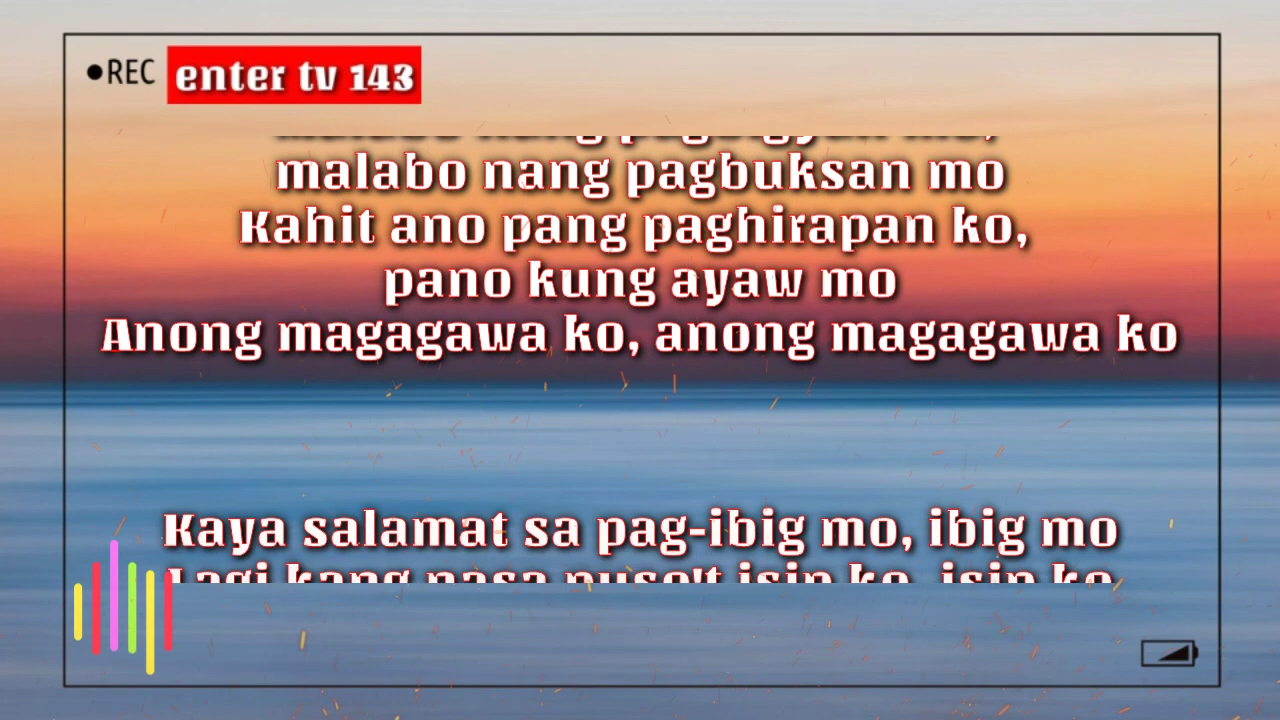 REC
enter tv 143
malabo nang pagbuksan mo
Kahit ano pang paghirapan ko,
pano kung ayaw mo
Anong magagawa ko, anong magagawa ko
Kaya salamat sa pag-ibig mo, ibig mo
Lagi kang nasa puso't isip ko, isip ko